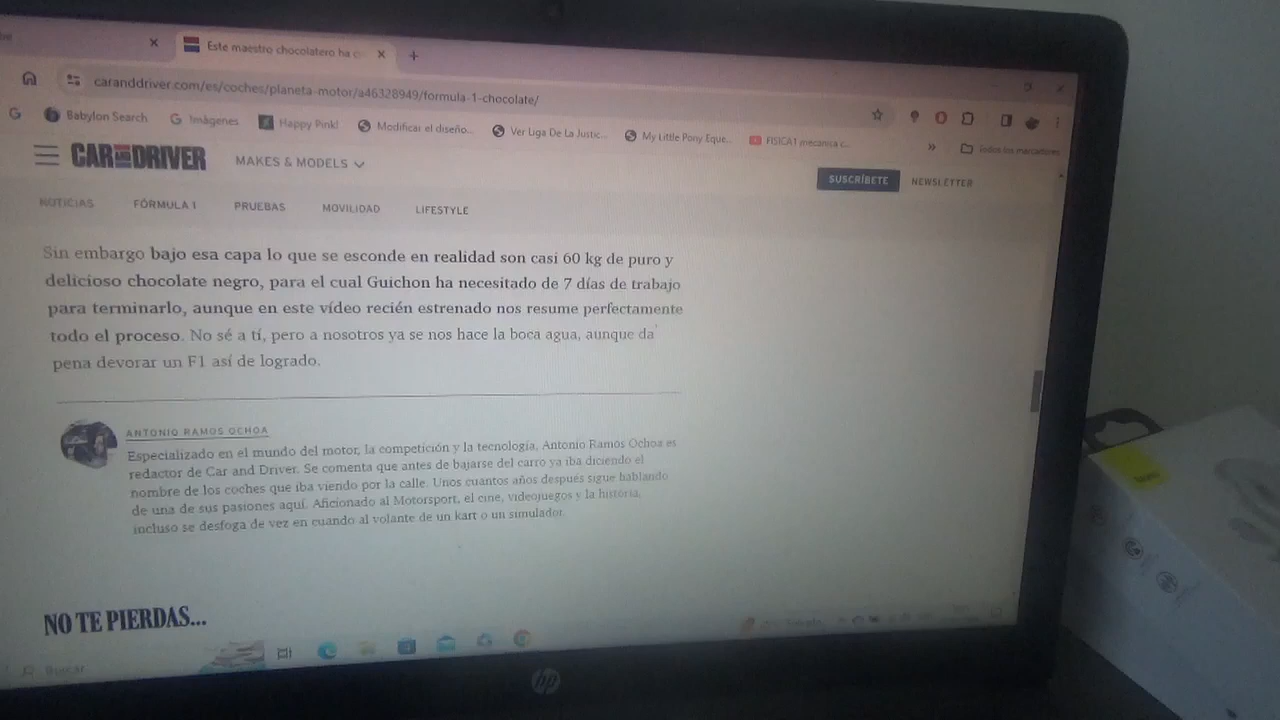 Este maestro chocolatero ha
caranddriver.com/es/coches/planeta-motor/a46328949/formula-1-chocolate/
Babylon Search
Imágenes
Happy Pink!
Modificar el diseño...
Ver Liga De La Justic...
My Little Pony Eque...
FISICA1 mecanica c...
»
Todos los marcadores
CAR AND DRIVER
MAKES & MODELS
SUSCRÍBETE
NEWSLETTER
NOTICIAS
FÓRMULA 1
PRUEBAS
MOVILIDAD
LIFESTYLE
Sin embargo bajo esa capa lo que se esconde en realidad son casi 60 kg de puro y
delicioso chocolate negro, para el cual Guichon ha necesitado de 7 días de trabajo
para terminarlo, aunque en este vídeo recién estrenado nos resume perfectamente
todo el proceso. No sé a tí, pero a nosotros ya se nos hace la boca agua, aunque da
pena devorar un F1 así de logrado.
ANTONIO RAMOS OCHOA
Especializado en el mundo del motor, la competición y la tecnología, Antonio Ramos Ochoa es
redactor de Car and Driver. Se comenta que antes de bajarse del carro ya iba diciendo el
nombre de los coches que iba viendo por la calle. Unos cuantos años después sigue hablando
de una de sus pasiones aquí. Aficionado al Motorsport, el cine, videojuegos y la historia,
incluso se desfoga de vez en cuando al volante de un kart o un simulador.
NO TE PIERDAS...
Buscar
hp